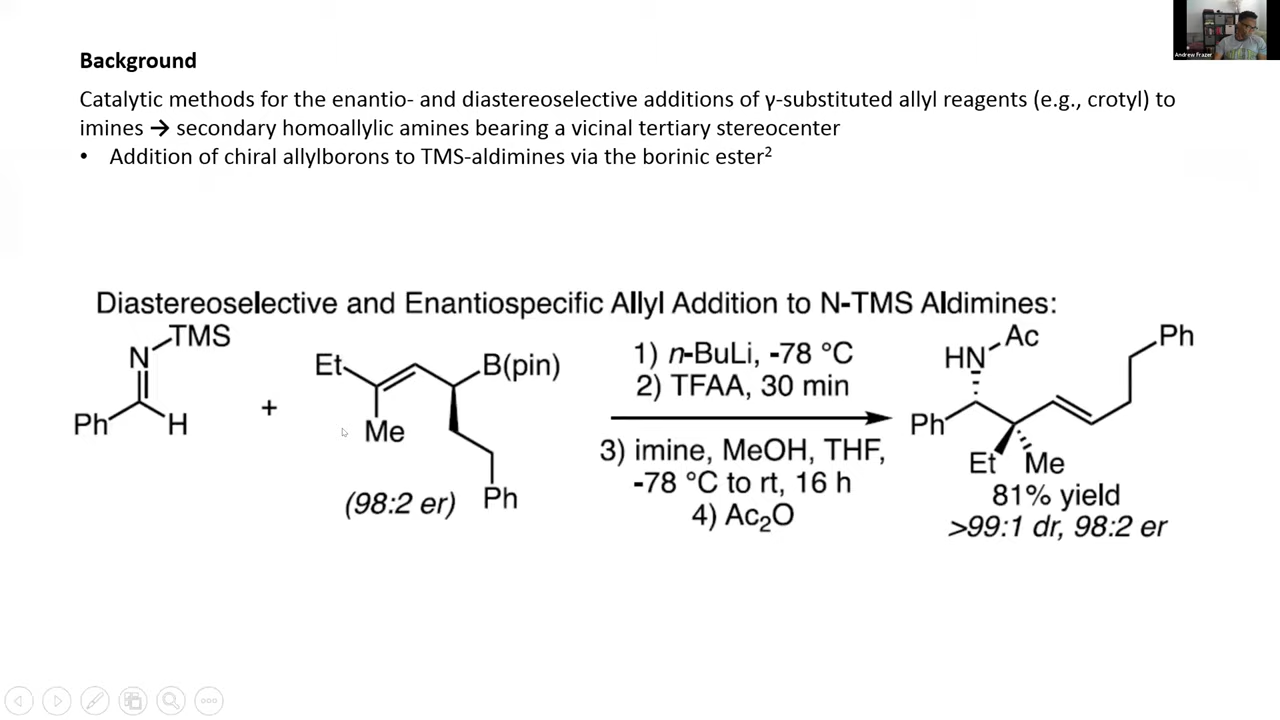 Background
Catalytic methods for the enantio- and diastereoselective additions of γ-substituted allyl reagents (e.g., crotyl) to
imines → secondary homoallylic amines bearing a vicinal tertiary stereocenter
• Addition of chiral allylborons to TMS-aldimines via the borinic ester²
Andrew Frazer
Diastereoselective and Enantiospecific Allyl Addition to N-TMS Aldimines:
N TMS
Ph H
+
Et B(pin)
Me
Ph
(98:2 er)
1) n-BuLi, -78 °C
2) TFAA, 30 min
3) imine, MeOH, THF,
-78 °C to rt, 16 h
4) Ac₂O
HN Ac
Ph
Et Me
Ph
81% yield
>99:1 dr, 98:2 er